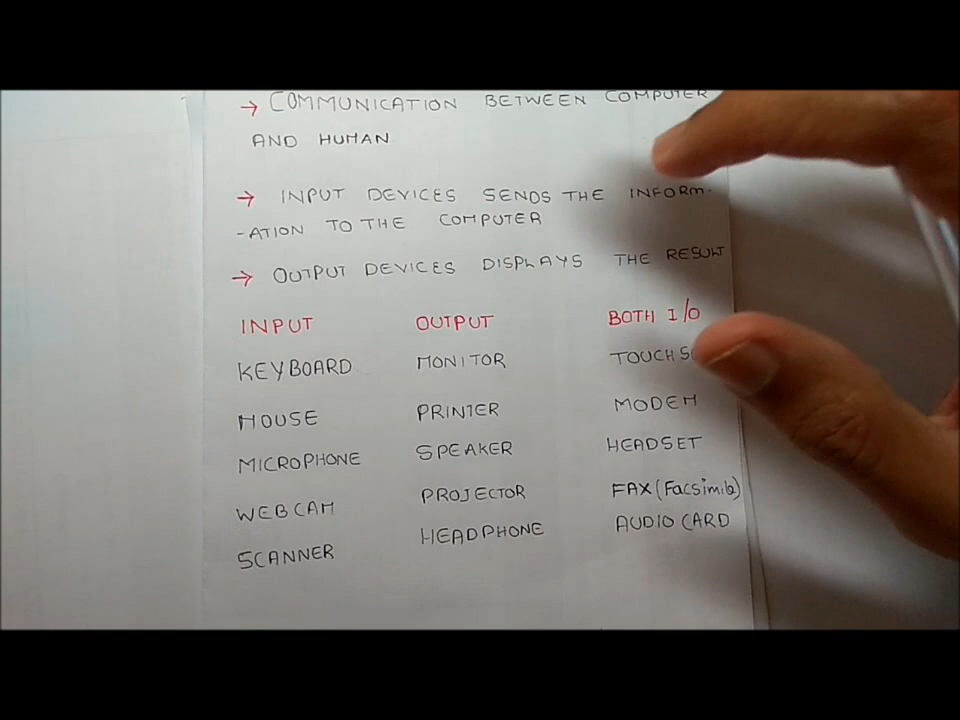 → COMMUNICATION BETWEEN COMPUTER
AND HUMAN
→ INPUT DEVICES SENDS THE INFORM-
-ATION TO THE COMPUTER
→ OUTPUT DEVICES DISPLAYS THE RESULT
INPUT OUTPUT BOTH I/O
KEYBOARD MONITOR
MOUSE PRINTER MODEM
MICROPHONE SPEAKER HEADSET
WEBCAM PROJECTOR FAX (Facsimile)
SCANNER HEADPHONE AUDIO CARD